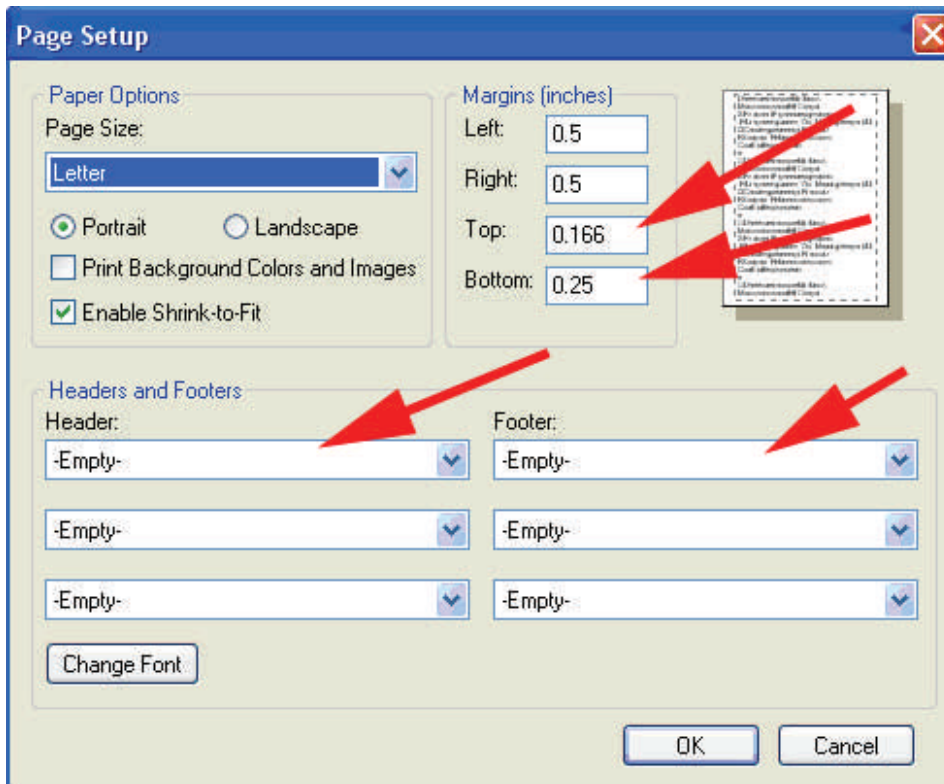 Page Setup
Paper Options
Page Size:
Letter
Portrait Landscape
Print Background Colors and Images
Enable Shrink-to-Fit
Margins (inches)
Left: 0.5
Right: 0.5
Top: 0.166
Bottom: 0.25
Headers and Footers
Header: Footer:
-Empty- -Empty-
-Empty- -Empty-
-Empty- -Empty-
Change Font
OK Cancel